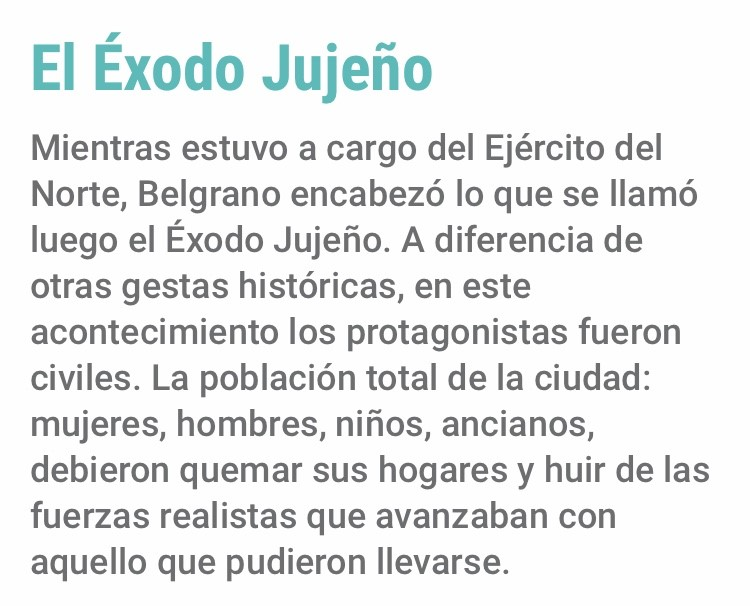 El Éxodo Jujeño
Mientras estuvo a cargo del Ejército del
Norte, Belgrano encabezó lo que se llamó
luego el Éxodo Jujeño. A diferencia de
otras gestas históricas, en este
acontecimiento los protagonistas fueron
civiles. La población total de la ciudad:
mujeres, hombres, niños, ancianos,
debieron quemar sus hogares y huir de las
fuerzas realistas que avanzaban con
aquello que pudieron llevarse.